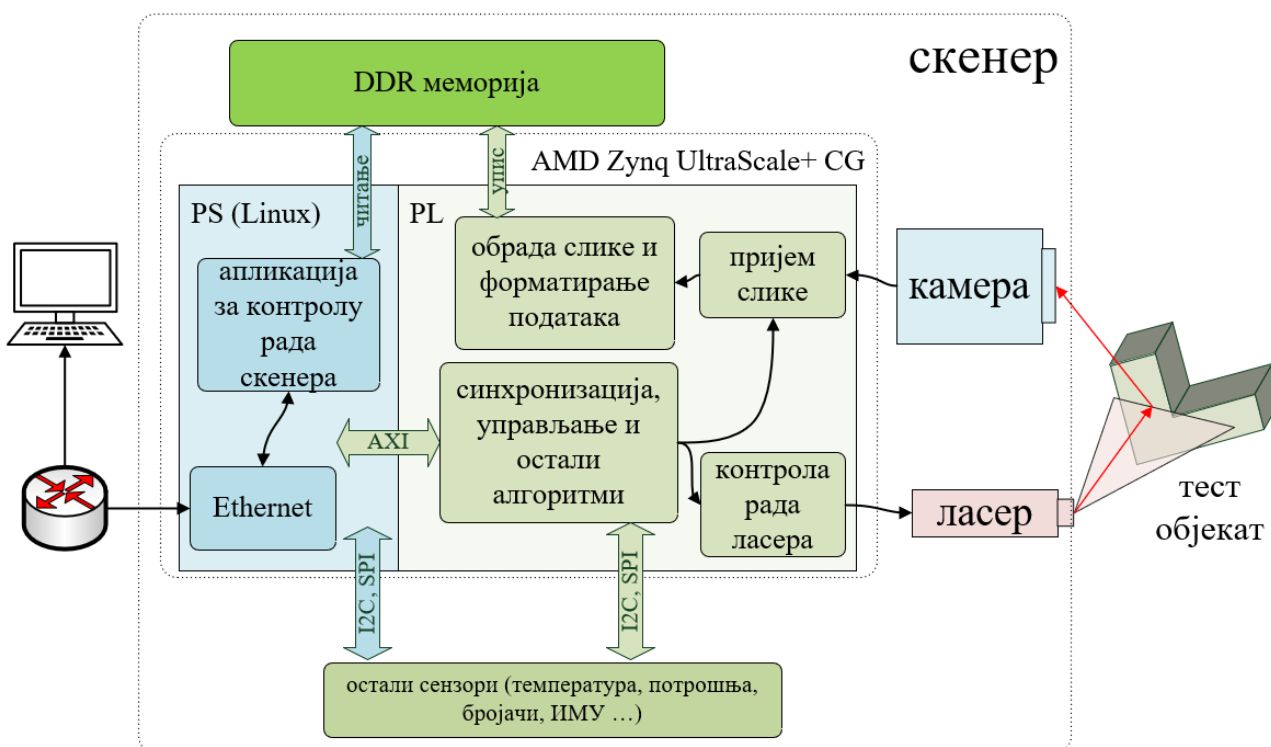 скенер
DDR меморија
AMD Zynq UltraScale+ CG
читање
упис
PS (Linux)
PL
апликација
за контролу
рада
скенера
обрада слике и
форматирање
података
пријем
слике
камера
AXI
синхронизација,
управљање и
остали
алгоритми
Ethernet
контрола
рада
ласера
ласер
тест
објекат
I2C, SPI
I2C, SPI
остали сензори (температура, потрошња,
бројачи, ИМУ …)